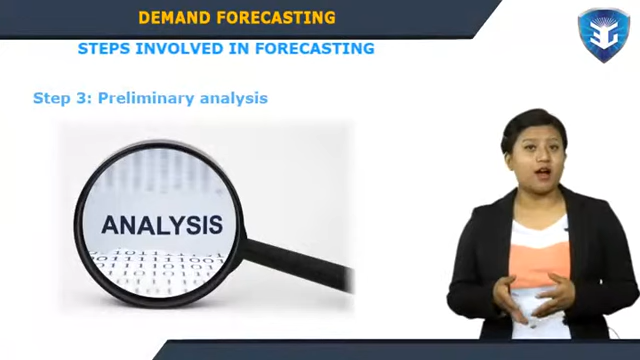 DEMAND FORECASTING
STEPS INVOLVED IN FORECASTING
Step 3: Preliminary analysis
ANALYSIS